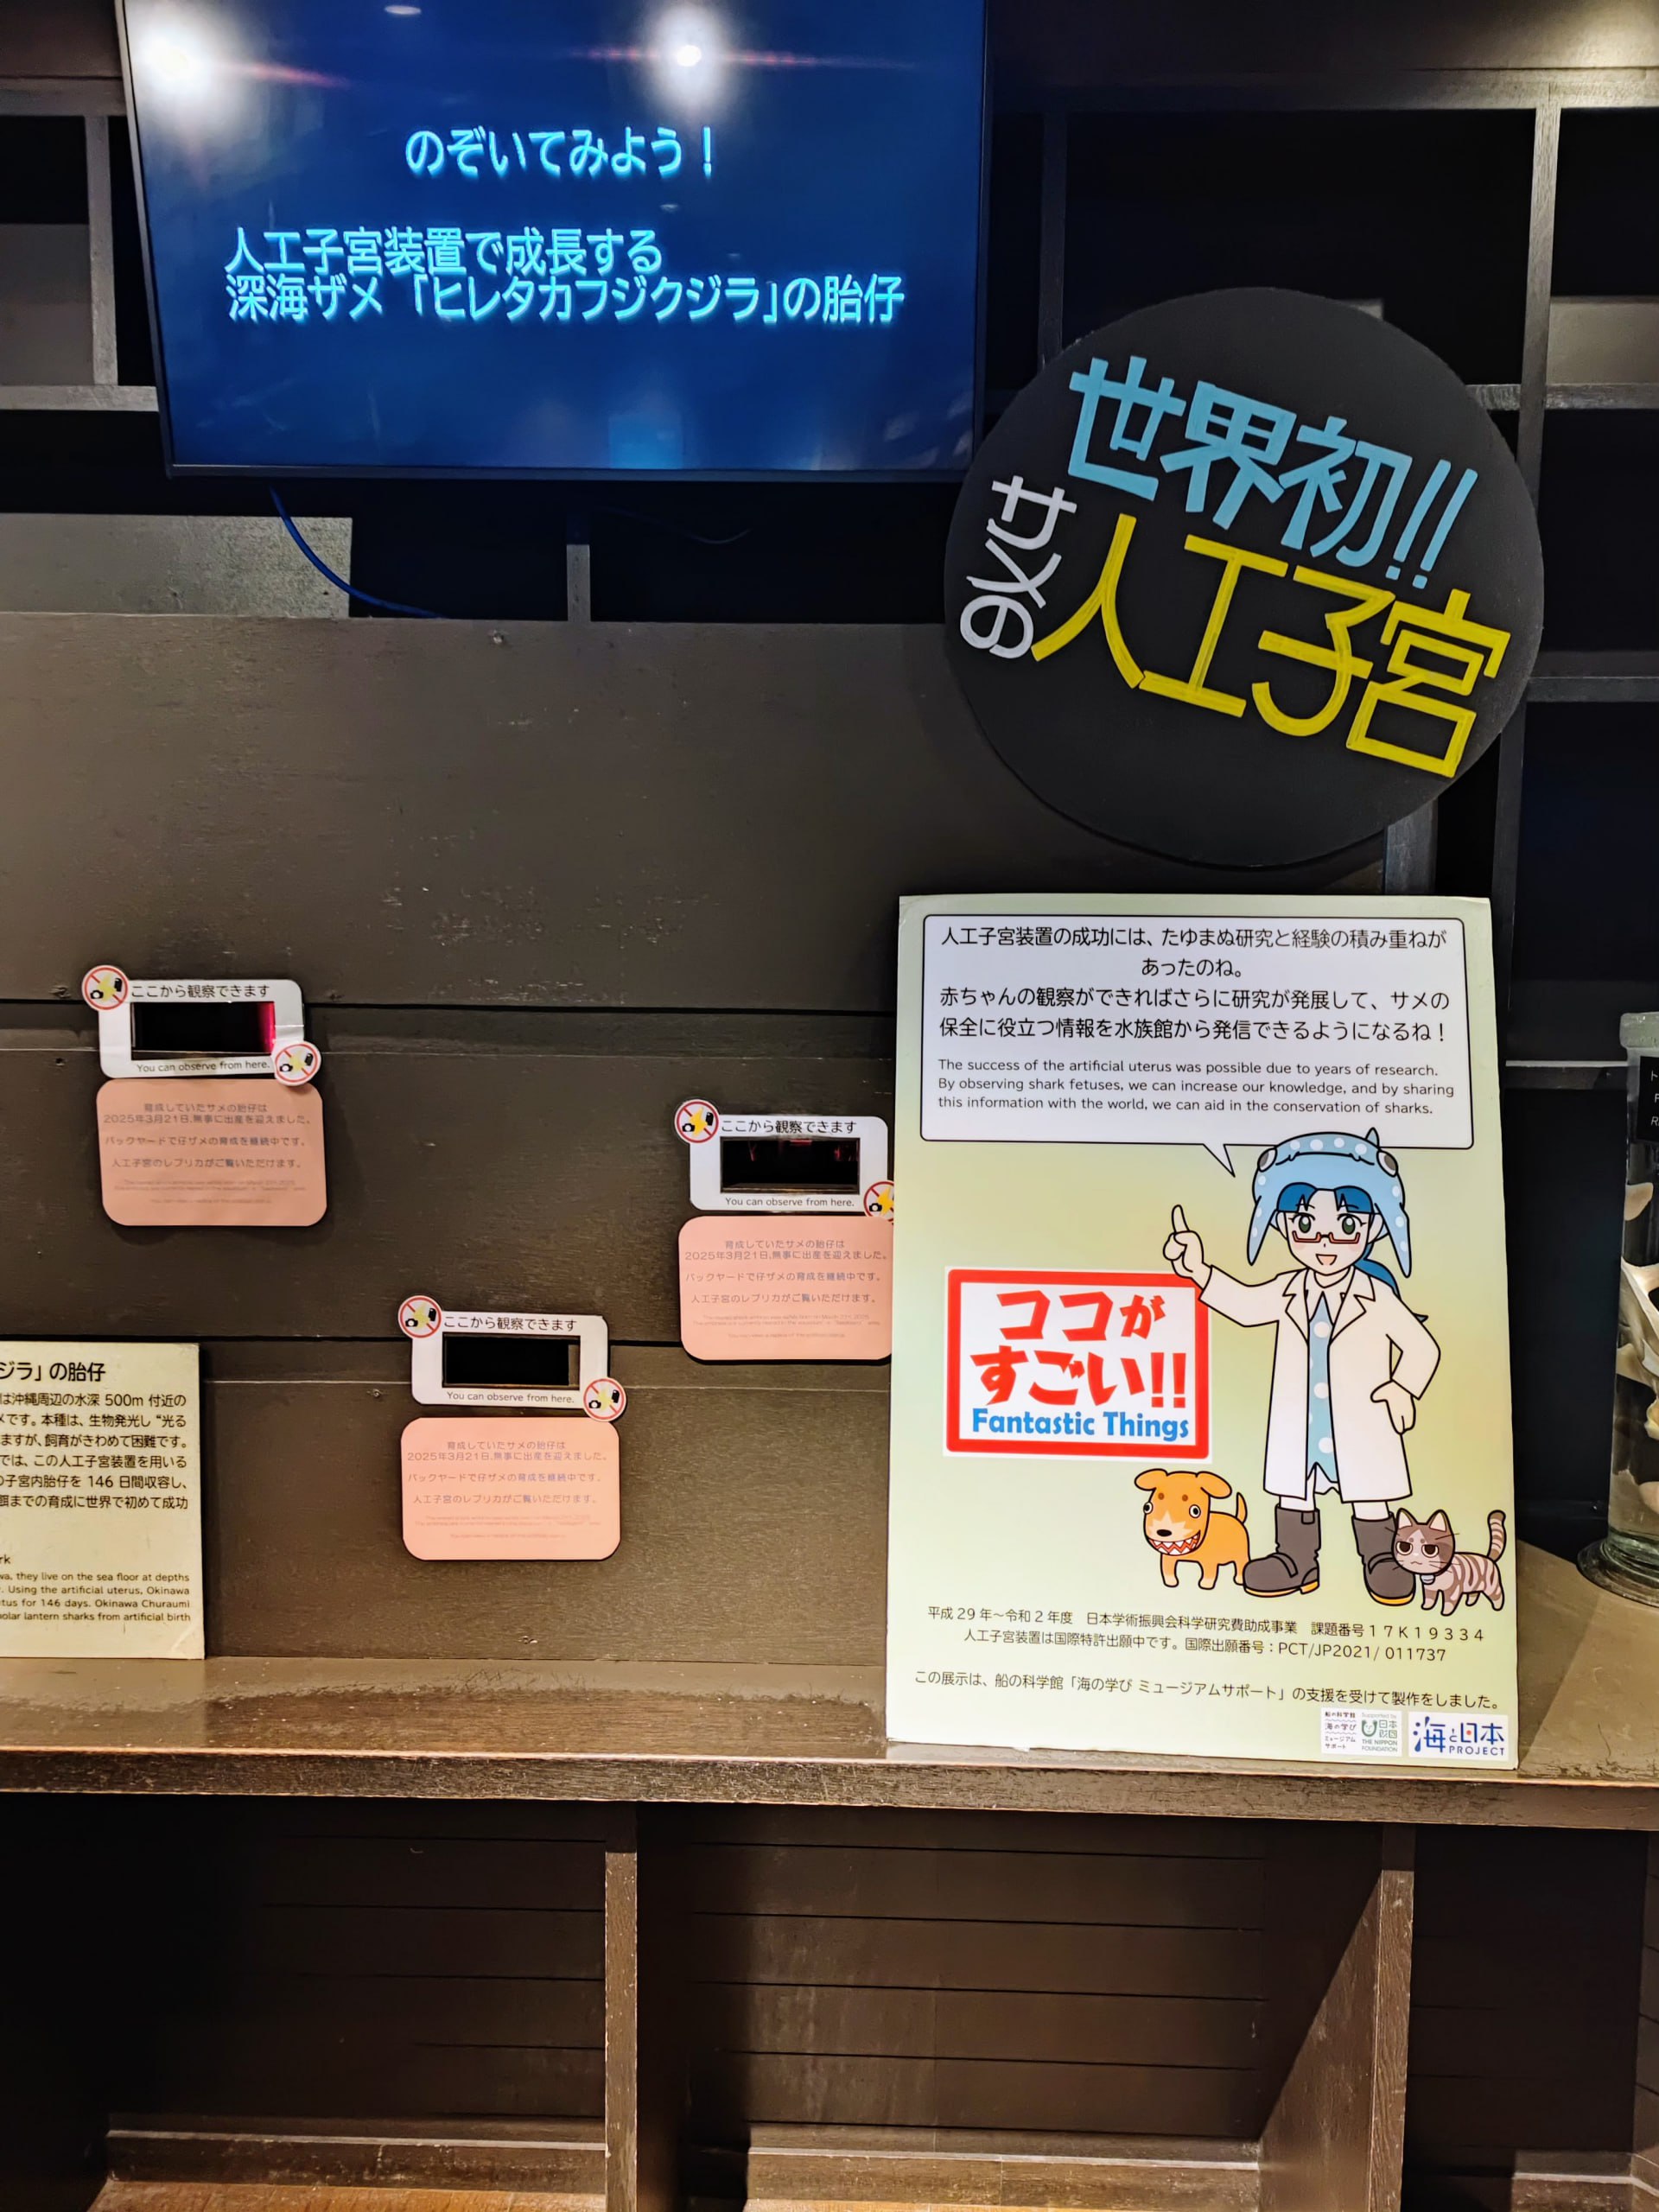 のぞいてみよう!
人工子宮装置で成長する
深海ザメ「ヒレタカフジクジラ」の胎仔
世界初!!
サメの
人工子宮
ここから観察できます
You can observe from here.
育成していたサメの胎仔は
2025年3月21日、無事に出産を迎えました。
バックヤードで仔ザメの育成を継続中です。
人工子宮のレプリカがご覧いただけます。
ここから観察できます
You can observe from here.
育成していたサメの胎仔は
2025年3月21日、無事に出産を迎えました。
バックヤードで仔ザメの育成を継続中です。
人工子宮のレプリカがご覧いただけます。
ここから観察できます
You can observe from here.
育成していたサメの胎仔は
2025年3月21日、無事に出産を迎えました。
バックヤードで仔ザメの育成を継続中です。
人工子宮のレプリカがご覧いただけます。
ジラ」の胎仔
は沖縄周辺の水深 500m 付近の
メです。本種は、生物発光し“光る
ますが、飼育がきわめて困難です。
では、この人工子宮装置を用いる
の子宮内胎仔を 146 日間収容し、
餌までの育成に世界で初めて成功
rk
wa, they live on the sea floor at depths
. Using the artificial uterus, Okinawa
tus for 146 days. Okinawa Churaumi
olar lantern sharks from artificial birth
人工子宮装置の成功には、たゆまぬ研究と経験の積み重ねが
あったのね。
赤ちゃんの観察ができればさらに研究が発展して、サメの
保全に役立つ情報を水族館から発信できるようになるね!
The success of the artificial uterus was possible due to years of research.
By observing shark fetuses, we can increase our knowledge, and by sharing
this information with the world, we can aid in the conservation of sharks.
ココが
すごい!!
Fantastic Things
平成 29 年~令和 2 年度 日本学術振興会科学研究費助成事業 課題番号17K19334
人工子宮装置は国際特許出願中です。国際出願番号:PCT/JP2021/ 011737
この展示は、船の科学館「海の学び ミュージアムサポート」の支援を受けて製作をしました。
船の科学館
海の学び
ミュージアム
サポート
Supported by
日本財団
THE NIPPON
FOUNDATION
海と日本
PROJECT